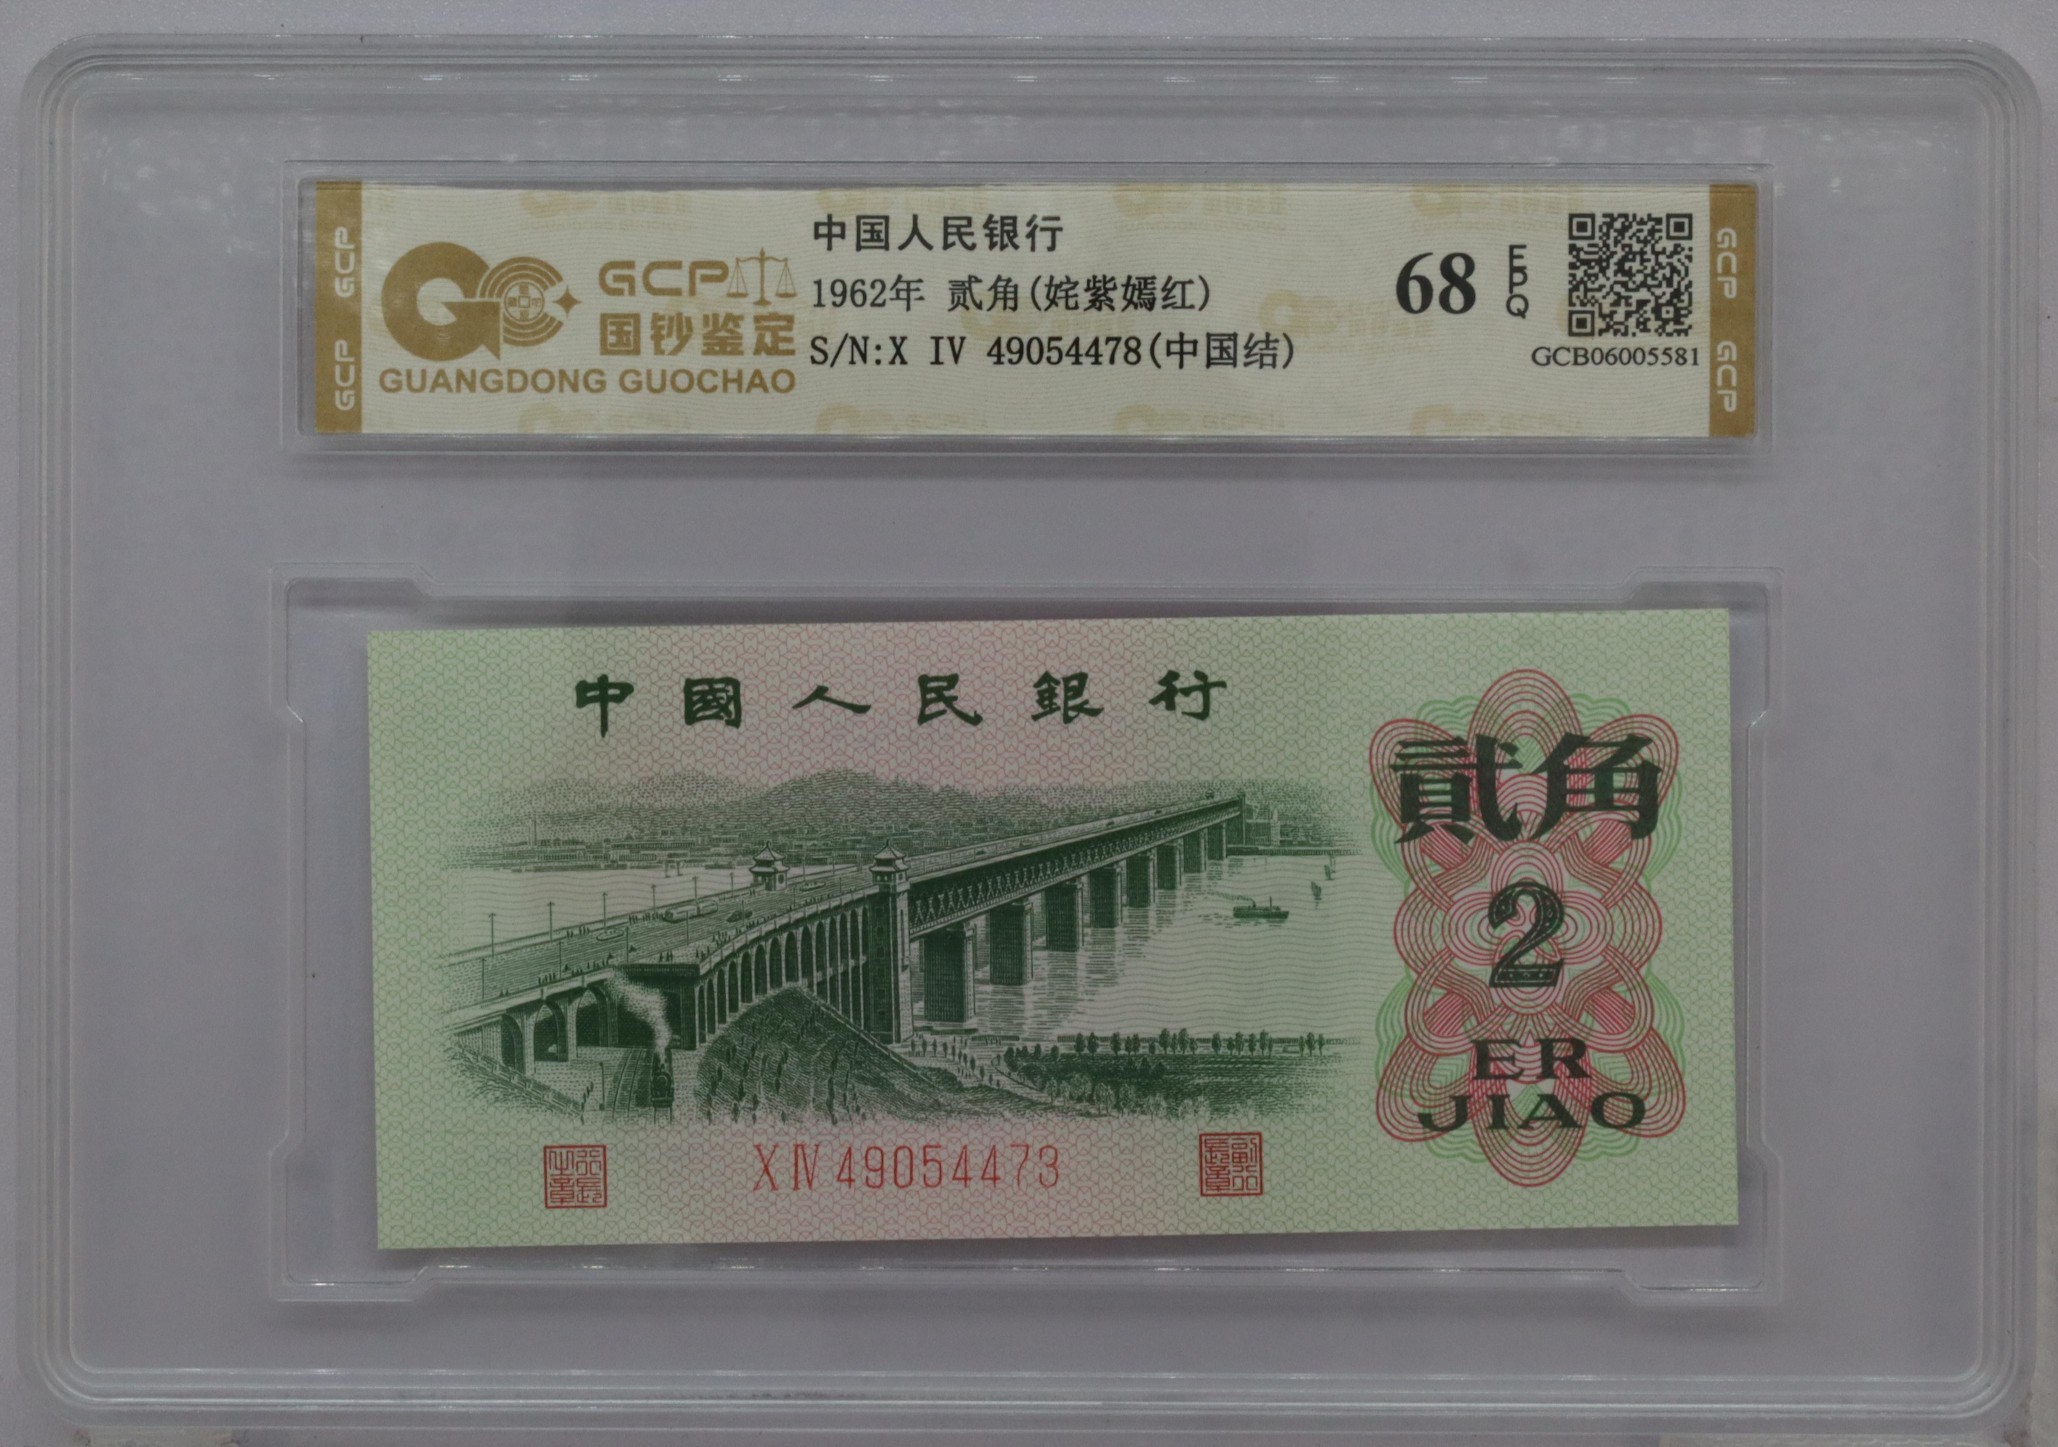 GCP GCP
GCP
国钞鉴定
GUANGDONG GUOCHAO
中国人民银行
1962年 贰角(姹紫嫣红)
S/N:X IV 49054478(中国结)
68 EPQ
GCB06005581
GCP GCP
中國人民銀行
貳角
2
ER
JIAO
X IV 49054473